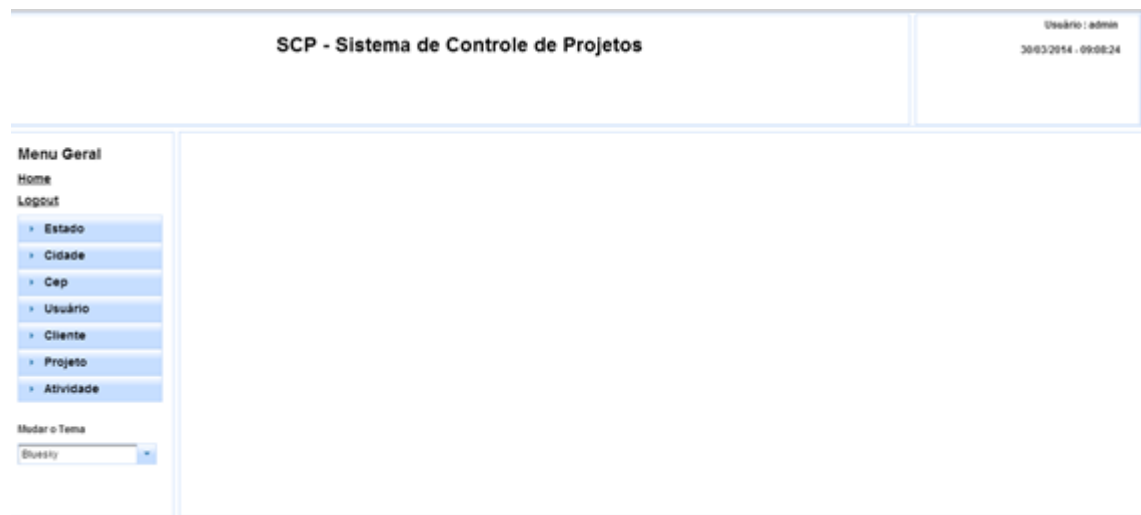 SCP - Sistema de Controle de Projetos
Usuário : admin
30/03/2014 - 09:08:24
Menu Geral
Home
Logout
Estado
Cidade
Cep
Usuário
Cliente
Projeto
Atividade
Mudar o Tema
Bluesky